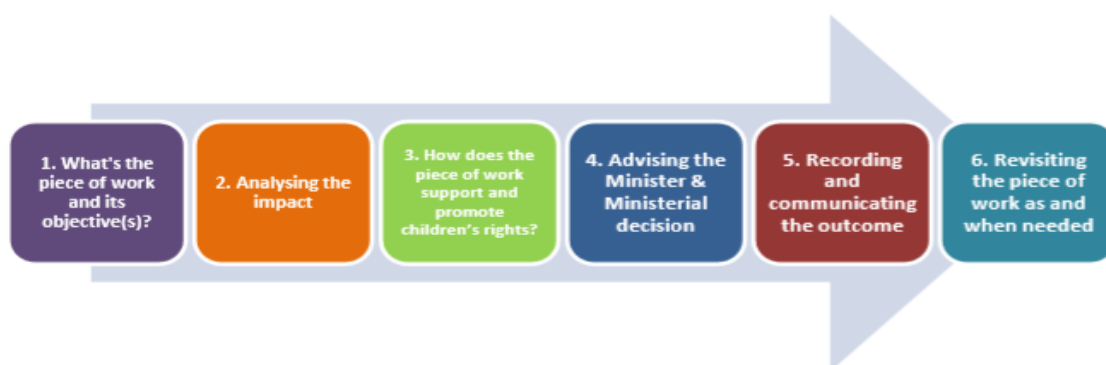 1. What's the
piece of work
and its
objective(s)?
2. Analysing the
impact
3. How does the
piece of work
support and
promote
children's rights?
4. Advising the
Minister &
Ministerial
decision
5. Recording
and
communicating
the outcome
6. Revisiting
the piece of
work as and
when needed